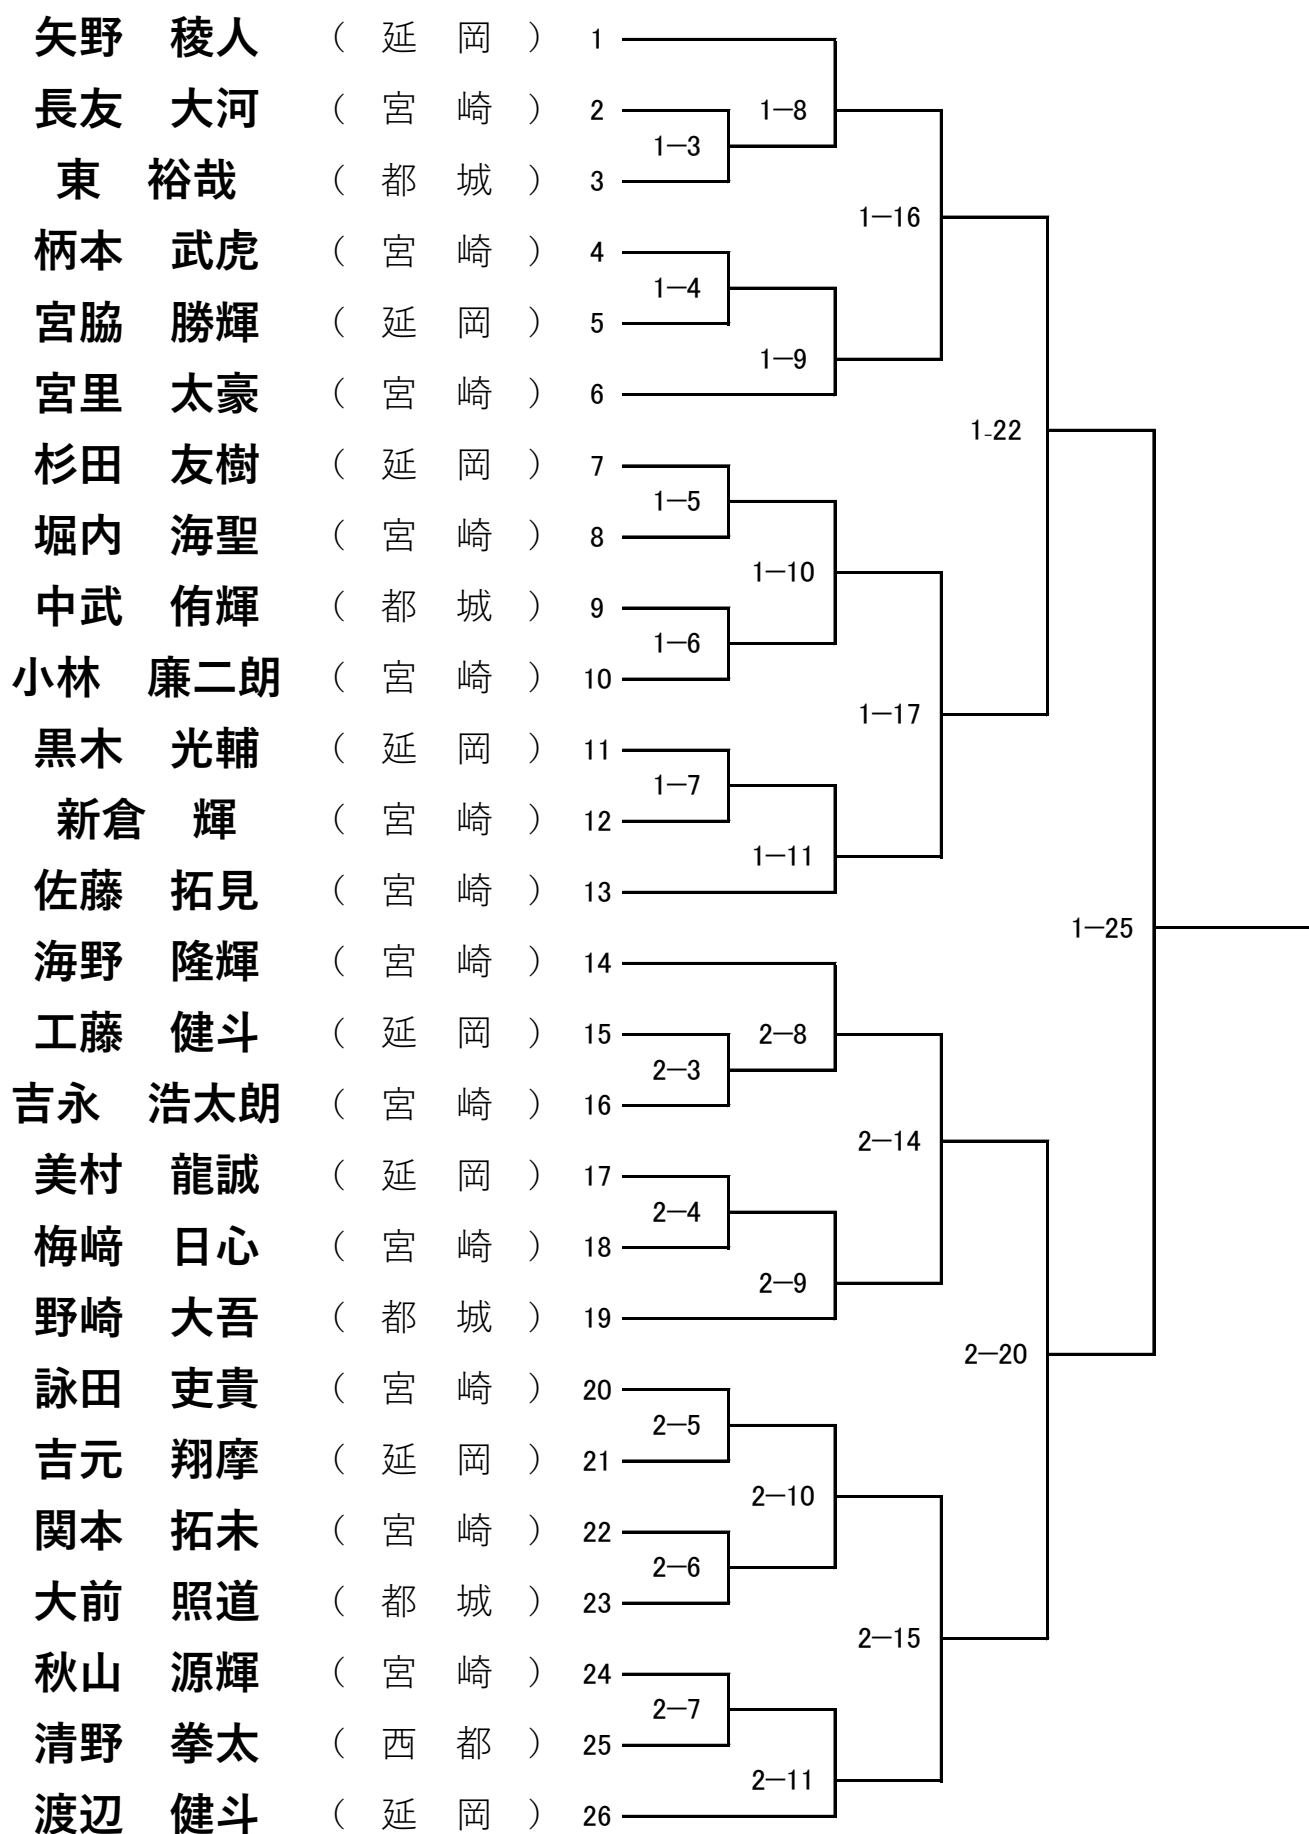 矢野　稜人 （ 延 岡 ） 1
長友　大河 （ 宮 崎 ） 2 1－8
1－3
東　裕哉 （ 都 城 ） 3
1－16
柄本　武虎 （ 宮 崎 ） 4
1－4
宮脇　勝輝 （ 延 岡 ） 5
1－9
宮里　太豪 （ 宮 崎 ） 6
1-22
杉田　友樹 （ 延 岡 ） 7
1－5
堀内　海聖 （ 宮 崎 ） 8
1－10
中武　侑輝 （ 都 城 ） 9
1－6
小林　廉二朗 （ 宮 崎 ） 10
1－17
黒木　光輔 （ 延 岡 ） 11
1－7
新倉　輝 （ 宮 崎 ） 12
1－11
佐藤　拓見 （ 宮 崎 ） 13
1－25
海野　隆輝 （ 宮 崎 ） 14
工藤　健斗 （ 延 岡 ） 15 2－8
2－3
吉永　浩太朗 （ 宮 崎 ） 16
2－14
美村　龍誠 （ 延 岡 ） 17
2－4
梅﨑　日心 （ 宮 崎 ） 18
2－9
野崎　大吾 （ 都 城 ） 19
2－20
詠田　吏貴 （ 宮 崎 ） 20
2－5
吉元　翔摩 （ 延 岡 ） 21
2－10
関本　拓未 （ 宮 崎 ） 22
2－6
大前　照道 （ 都 城 ） 23
2－15
秋山　源輝 （ 宮 崎 ） 24
2－7
清野　拳太 （ 西 都 ） 25
2－11
渡辺　健斗 （ 延 岡 ） 26